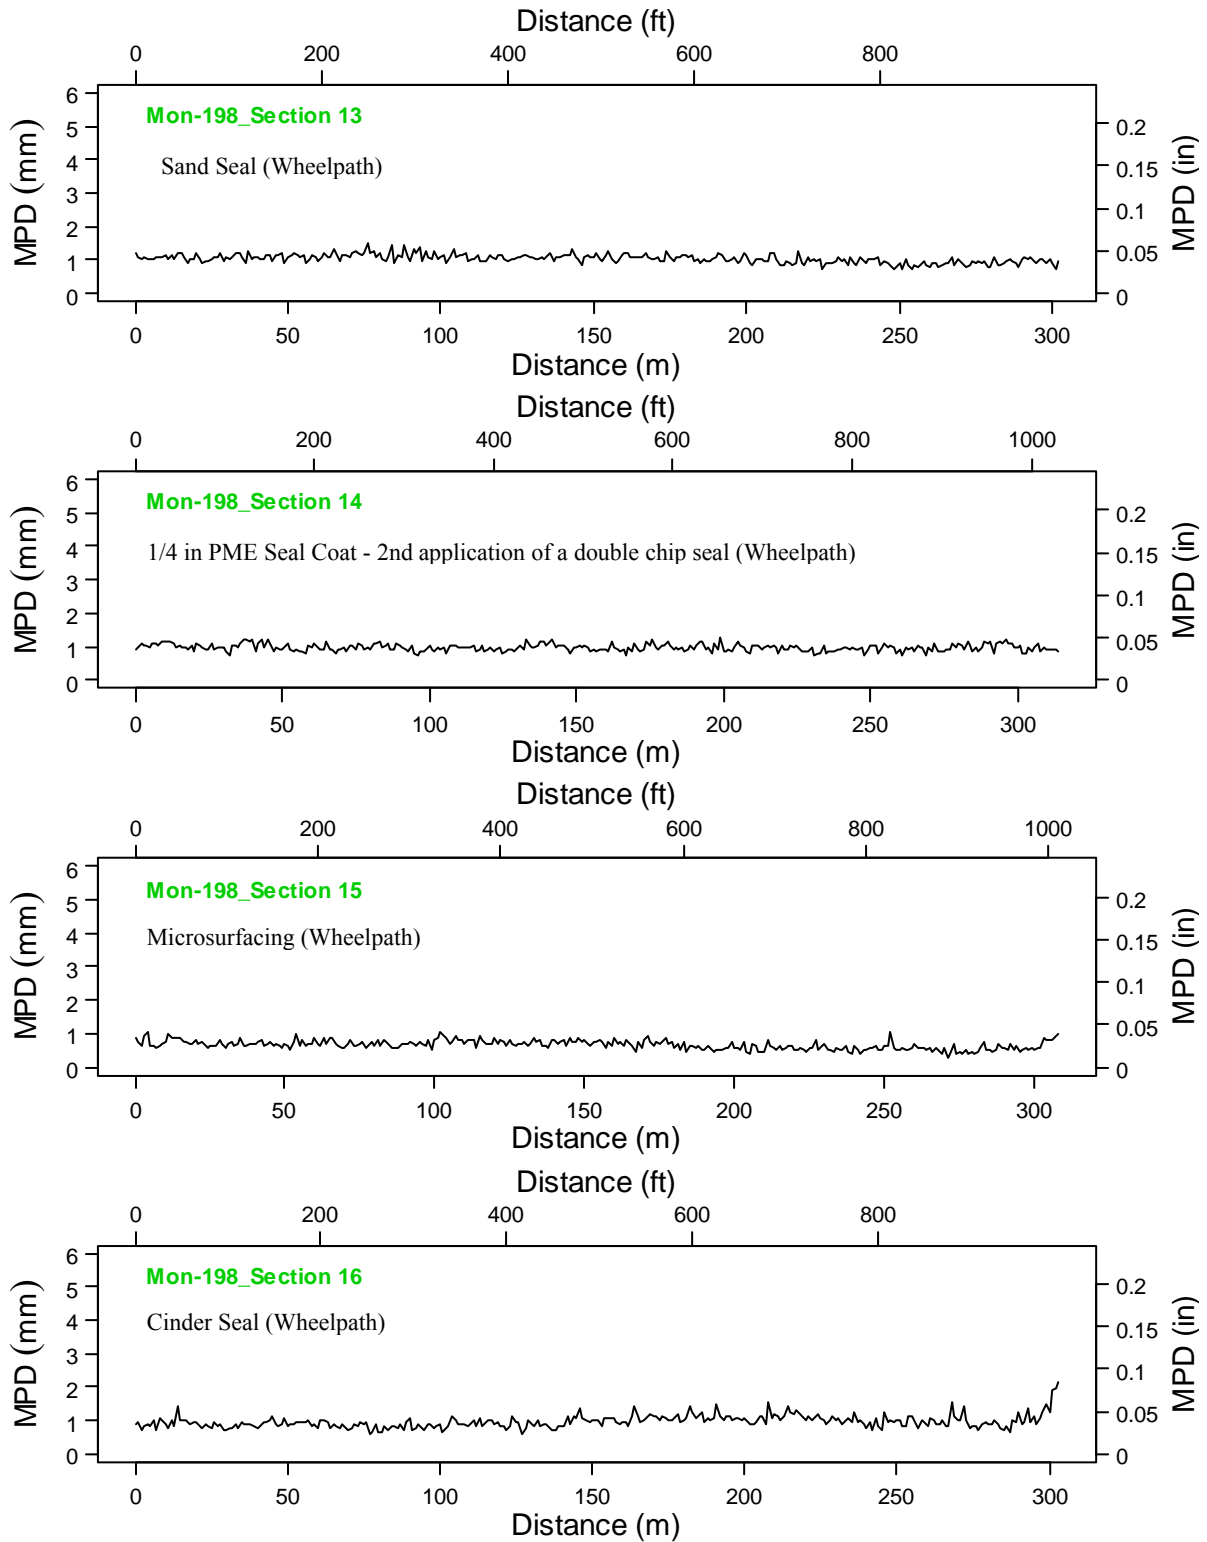 Distance (ft)
0 200 400 600 800
Mon-198_Section 13
Sand Seal (Wheelpath)
MPD (mm)
6
5
4
3
2
1
0
0.2
0.15
0.1
0.05
0
MPD (in)
0 50 100 150 200 250 300
Distance (m)
Distance (ft)
0 200 400 600 800 1000
Mon-198_Section 14
1/4 in PME Seal Coat - 2nd application of a double chip seal (Wheelpath)
MPD (mm)
6
5
4
3
2
1
0
0.2
0.15
0.1
0.05
0
MPD (in)
0 50 100 150 200 250 300
Distance (m)
Distance (ft)
0 200 400 600 800 1000
Mon-198_Section 15
Microsurfacing (Wheelpath)
MPD (mm)
6
5
4
3
2
1
0
0.2
0.15
0.1
0.05
0
MPD (in)
0 50 100 150 200 250 300
Distance (m)
Distance (ft)
0 200 400 600 800
Mon-198_Section 16
Cinder Seal (Wheelpath)
MPD (mm)
6
5
4
3
2
1
0
0.2
0.15
0.1
0.05
0
MPD (in)
0 50 100 150 200 250 300
Distance (m)